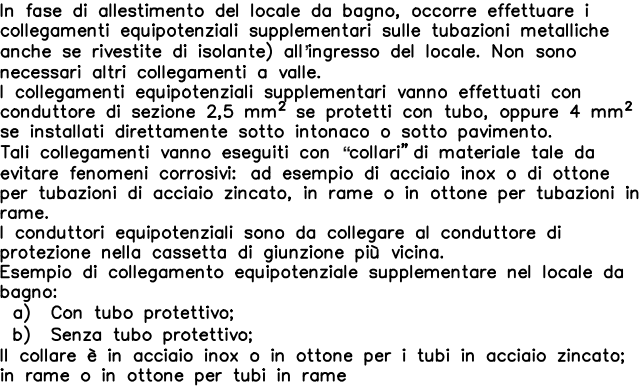 In fase di allestimento del locale da bagno, occorre effettuare i
collegamenti equipotenziali supplementari sulle tubazioni metalliche
anche se rivestite di isolante) all'ingresso del locale. Non sono
necessari altri collegamenti a valle.
I collegamenti equipotenziali supplementari vanno effettuati con
conduttore di sezione 2,5 mm² se protetti con tubo, oppure 4 mm²
se installati direttamente sotto intonaco o sotto pavimento.
Tali collegamenti vanno eseguiti con “collari” di materiale tale da
evitare fenomeni corrosivi: ad esempio di acciaio inox o di ottone
per tubazioni di acciaio zincato, in rame o in ottone per tubazioni in
rame.
I conduttori equipotenziali sono da collegare al conduttore di
protezione nella cassetta di giunzione più vicina.
Esempio di collegamento equipotenziale supplementare nel locale da
bagno:
a) Con tubo protettivo;
b) Senza tubo protettivo;
Il collare è in acciaio inox o in ottone per i tubi in acciaio zincato;
in rame o in ottone per tubi in rame